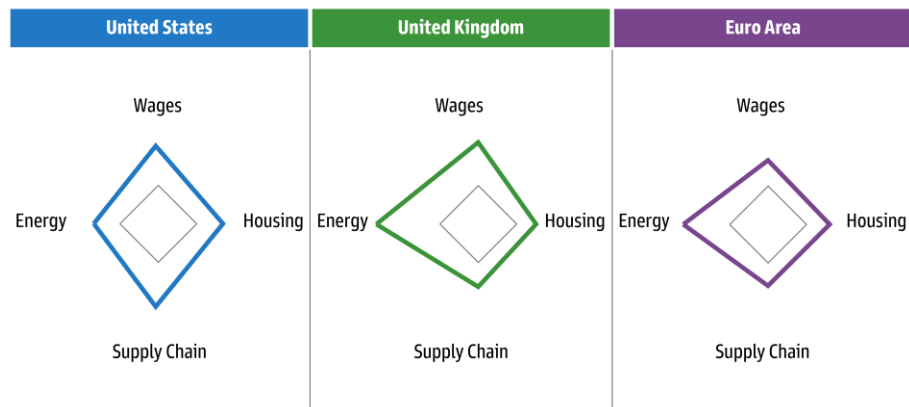 United States
Wages
Energy
Housing
Supply Chain
United Kingdom
Wages
Energy
Housing
Supply Chain
Euro Area
Wages
Energy
Housing
Supply Chain